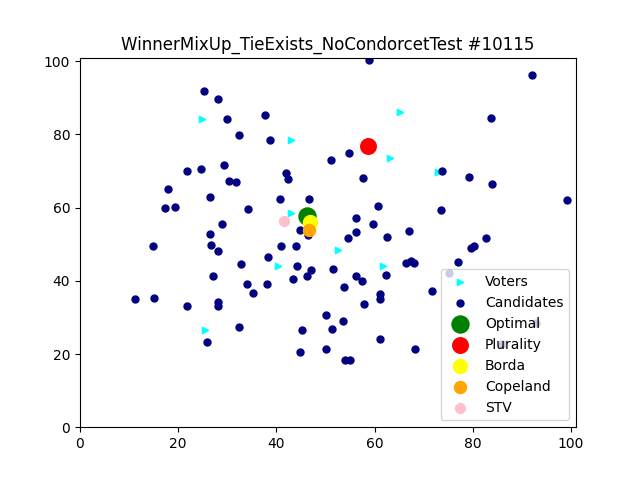 WinnerMixUp_TieExists_NoCondorcetTest #10115
100
80
60
40
20
0
0
20
40
60
80
100
Voters
Candidates
Optimal
Plurality
Borda
Copeland
STV